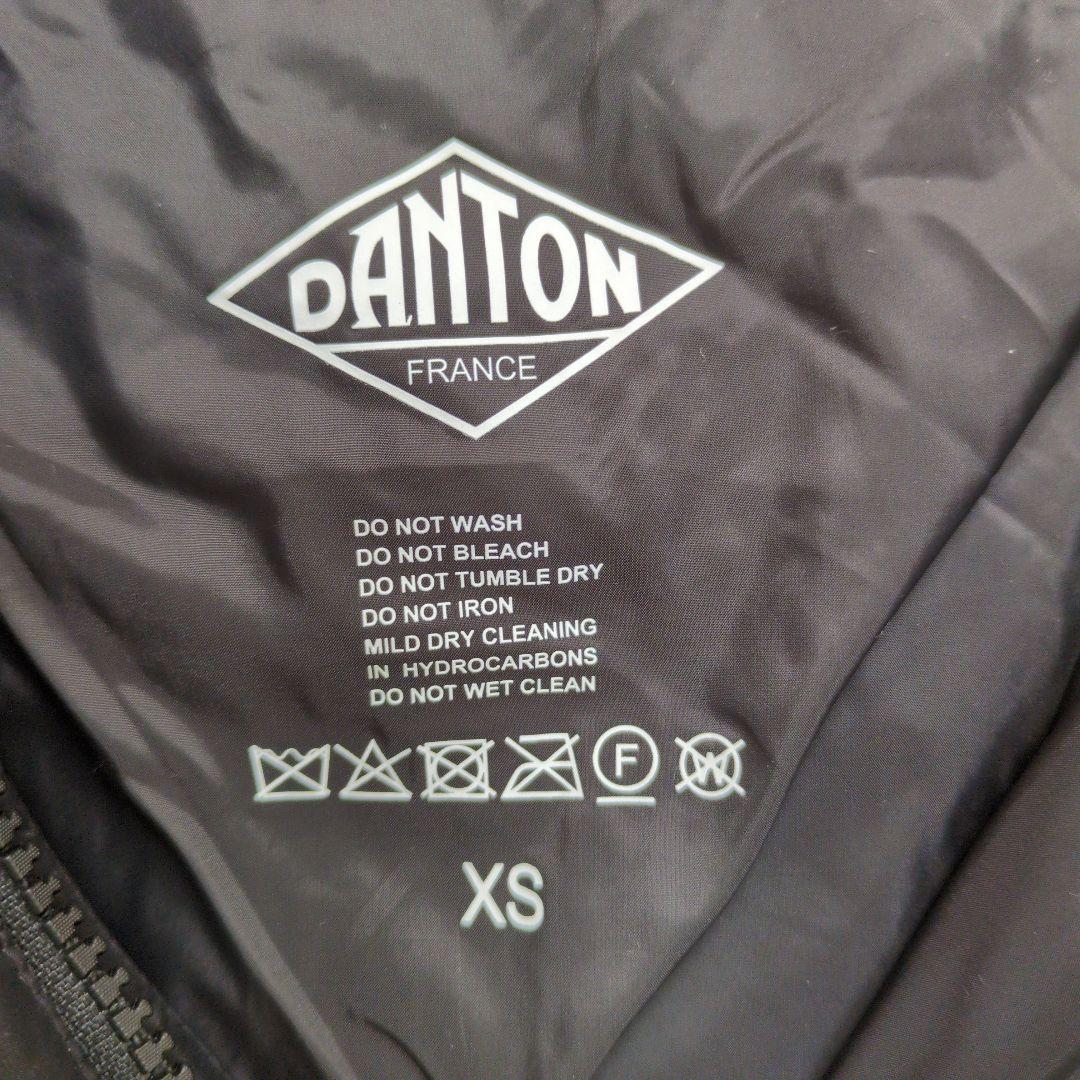 DANTON
FRANCE
DO NOT WASH
DO NOT BLEACH
DO NOT TUMBLE DRY
DO NOT IRON
MILD DRY CLEANING
IN HYDROCARBONS
DO NOT WET CLEAN
F W
XS